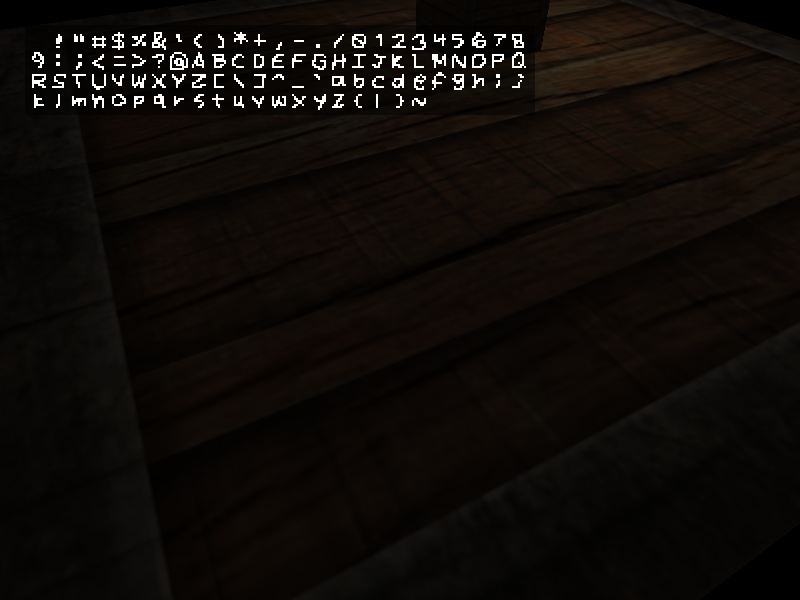 !"#$%&'()*+,-./012345678
9:;<=>?@ABCDEFGHIJKLMNOPQ
RSTUVWXYZ[\]^_`abcdefghij
klmnopqrstuvwxyz{|}~